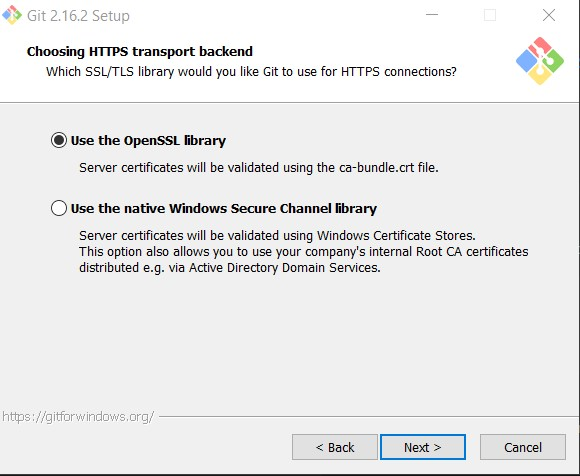 Git 2.16.2 Setup
Choosing HTTPS transport backend
Which SSL/TLS library would you like Git to use for HTTPS connections?
Use the OpenSSL library
Server certificates will be validated using the ca-bundle.crt file.
Use the native Windows Secure Channel library
Server certificates will be validated using Windows Certificate Stores.
This option also allows you to use your company's internal Root CA certificates
distributed e.g. via Active Directory Domain Services.
https://gitforwindows.org/
< Back
Next >
Cancel